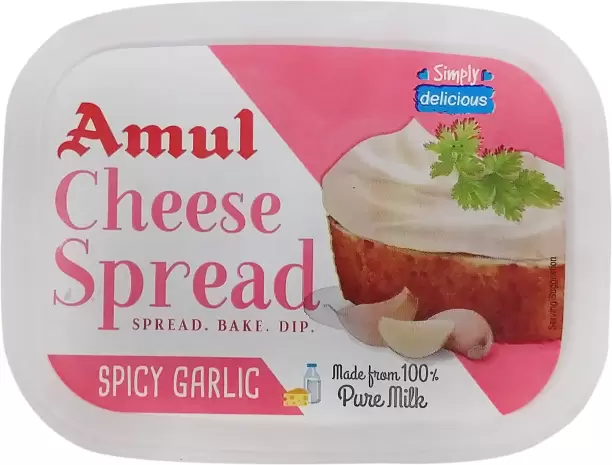 Simply
delicious
Amul
Cheese
Spread
SPREAD. BAKE. DIP.
Serving Suggestion
SPICY GARLIC
Made from 100%
Pure Milk